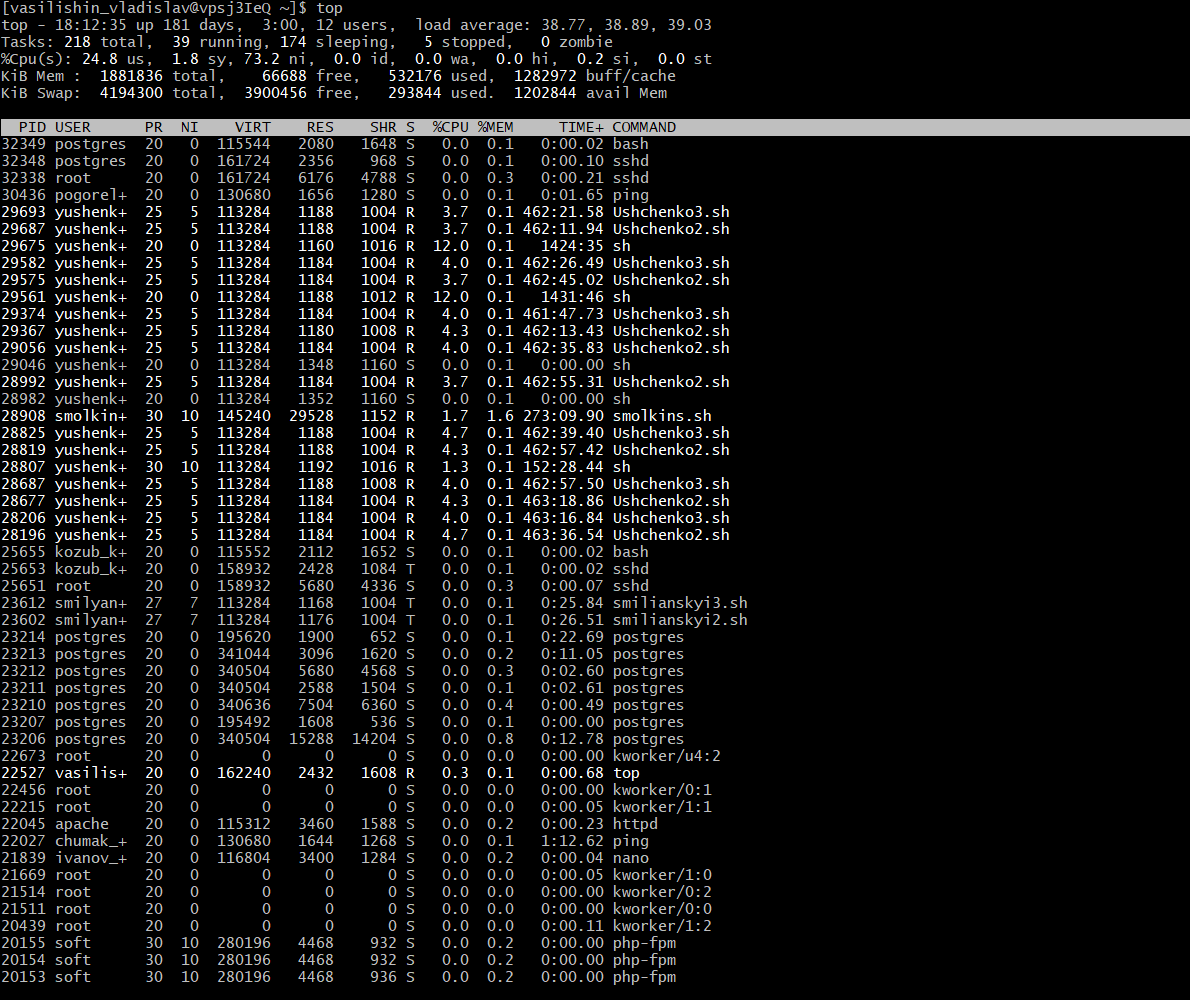 [vasilishin_vladislav@vpsj3IeQ ~]$ top
top - 18:12:35 up 181 days,  3:00, 12 users,  load average: 38.77, 38.89, 39.03
Tasks: 218 total,  39 running, 174 sleeping,   5 stopped,   0 zombie
%Cpu(s): 24.8 us,  1.8 sy, 73.2 ni,  0.0 id,  0.0 wa,  0.0 hi,  0.2 si,  0.0 st
KiB Mem :  1881836 total,    66688 free,   532176 used,  1282972 buff/cache
KiB Swap:  4194300 total,  3900456 free,   293844 used.  1202844 avail Mem
  PID USER      PR  NI    VIRT    RES    SHR S  %CPU %MEM     TIME+ COMMAND
32349 postgres  20   0  115544   2080   1648 S   0.0  0.1   0:00.02 bash
32348 postgres  20   0  161724   2356    968 S   0.0  0.1   0:00.10 sshd
32338 root      20   0  161724   6176   4788 S   0.0  0.3   0:00.21 sshd
30436 pogorel+  20   0  130680   1656   1280 S   0.0  0.1   0:01.65 ping
29693 yushenk+  25   5  113284   1188   1004 R   3.7  0.1 462:21.58 Ushchenko3.sh
29687 yushenk+  25   5  113284   1188   1004 R   3.7  0.1 462:11.94 Ushchenko2.sh
29675 yushenk+  20   0  113284   1160   1016 R  12.0  0.1   1424:35 sh
29582 yushenk+  25   5  113284   1184   1004 R   4.0  0.1 462:26.49 Ushchenko3.sh
29575 yushenk+  25   5  113284   1184   1004 R   3.7  0.1 462:45.02 Ushchenko2.sh
29561 yushenk+  20   0  113284   1188   1012 R  12.0  0.1   1431:46 sh
29374 yushenk+  25   5  113284   1184   1004 R   4.0  0.1 461:47.73 Ushchenko3.sh
29367 yushenk+  25   5  113284   1180   1008 R   4.3  0.1 462:13.43 Ushchenko2.sh
29056 yushenk+  25   5  113284   1184   1004 R   4.0  0.1 462:35.83 Ushchenko2.sh
29046 yushenk+  20   0  113284   1348   1160 S   0.0  0.1   0:00.00 sh
28992 yushenk+  25   5  113284   1184   1004 R   3.7  0.1 462:55.31 Ushchenko2.sh
28982 yushenk+  20   0  113284   1352   1160 S   0.0  0.1   0:00.00 sh
28908 smolkin+  30  10  145240  29528   1152 R   1.7  1.6 273:09.90 smolkins.sh
28825 yushenk+  25   5  113284   1188   1004 R   4.7  0.1 462:39.40 Ushchenko3.sh
28819 yushenk+  25   5  113284   1188   1004 R   4.3  0.1 462:57.42 Ushchenko2.sh
28807 yushenk+  30  10  113284   1192   1016 R   1.3  0.1 152:28.44 sh
28687 yushenk+  25   5  113284   1188   1008 R   4.0  0.1 462:57.50 Ushchenko3.sh
28677 yushenk+  25   5  113284   1184   1004 R   4.3  0.1 463:18.86 Ushchenko2.sh
28206 yushenk+  25   5  113284   1184   1004 R   4.0  0.1 463:16.84 Ushchenko3.sh
28196 yushenk+  25   5  113284   1184   1004 R   4.7  0.1 463:36.54 Ushchenko2.sh
25655 kozub_k+  20   0  115552   2112   1652 S   0.0  0.1   0:00.02 bash
25653 kozub_k+  20   0  158932   2428   1084 T   0.0  0.1   0:00.02 sshd
25651 root      20   0  158932   5680   4336 S   0.0  0.3   0:00.07 sshd
23612 smilyan+  27   7  113284   1168   1004 T   0.0  0.1   0:25.84 smilianskyi3.sh
23602 smilyan+  27   7  113284   1176   1004 T   0.0  0.1   0:26.51 smilianskyi2.sh
23214 postgres  20   0  195620   1900    652 S   0.0  0.1   0:22.69 postgres
23213 postgres  20   0  341044   3096   1620 S   0.0  0.2   0:11.05 postgres
23212 postgres  20   0  340504   5680   4568 S   0.0  0.3   0:02.60 postgres
23211 postgres  20   0  340504   2588   1504 S   0.0  0.1   0:02.61 postgres
23210 postgres  20   0  340636   7504   6360 S   0.0  0.4   0:00.49 postgres
23207 postgres  20   0  195492   1608    536 S   0.0  0.1   0:00.00 postgres
23206 postgres  20   0  340504  15288  14204 S   0.0  0.8   0:12.78 postgres
22673 root      20   0       0      0      0 S   0.0  0.0   0:00.00 kworker/u4:2
22527 vasilis+  20   0  162240   2432   1608 R   0.3  0.1   0:00.68 top
22456 root      20   0       0      0      0 S   0.0  0.0   0:00.00 kworker/0:1
22215 root      20   0       0      0      0 S   0.0  0.0   0:00.05 kworker/1:1
22045 apache    20   0  115312   3460   1588 S   0.0  0.2   0:00.23 httpd
22027 chumak_+  20   0  130680   1644   1268 S   0.0  0.1   1:12.62 ping
21839 ivanov_+  20   0  116804   3400   1284 S   0.0  0.2   0:00.04 nano
21669 root      20   0       0      0      0 S   0.0  0.0   0:00.05 kworker/1:0
21514 root      20   0       0      0      0 S   0.0  0.0   0:00.00 kworker/0:2
21511 root      20   0       0      0      0 S   0.0  0.0   0:00.00 kworker/0:0
20439 root      20   0       0      0      0 S   0.0  0.0   0:00.11 kworker/1:2
20155 soft      30  10  280196   4468    932 S   0.0  0.2   0:00.00 php-fpm
20154 soft      30  10  280196   4468    932 S   0.0  0.2   0:00.00 php-fpm
20153 soft      30  10  280196   4468    936 S   0.0  0.2   0:00.00 php-fpm